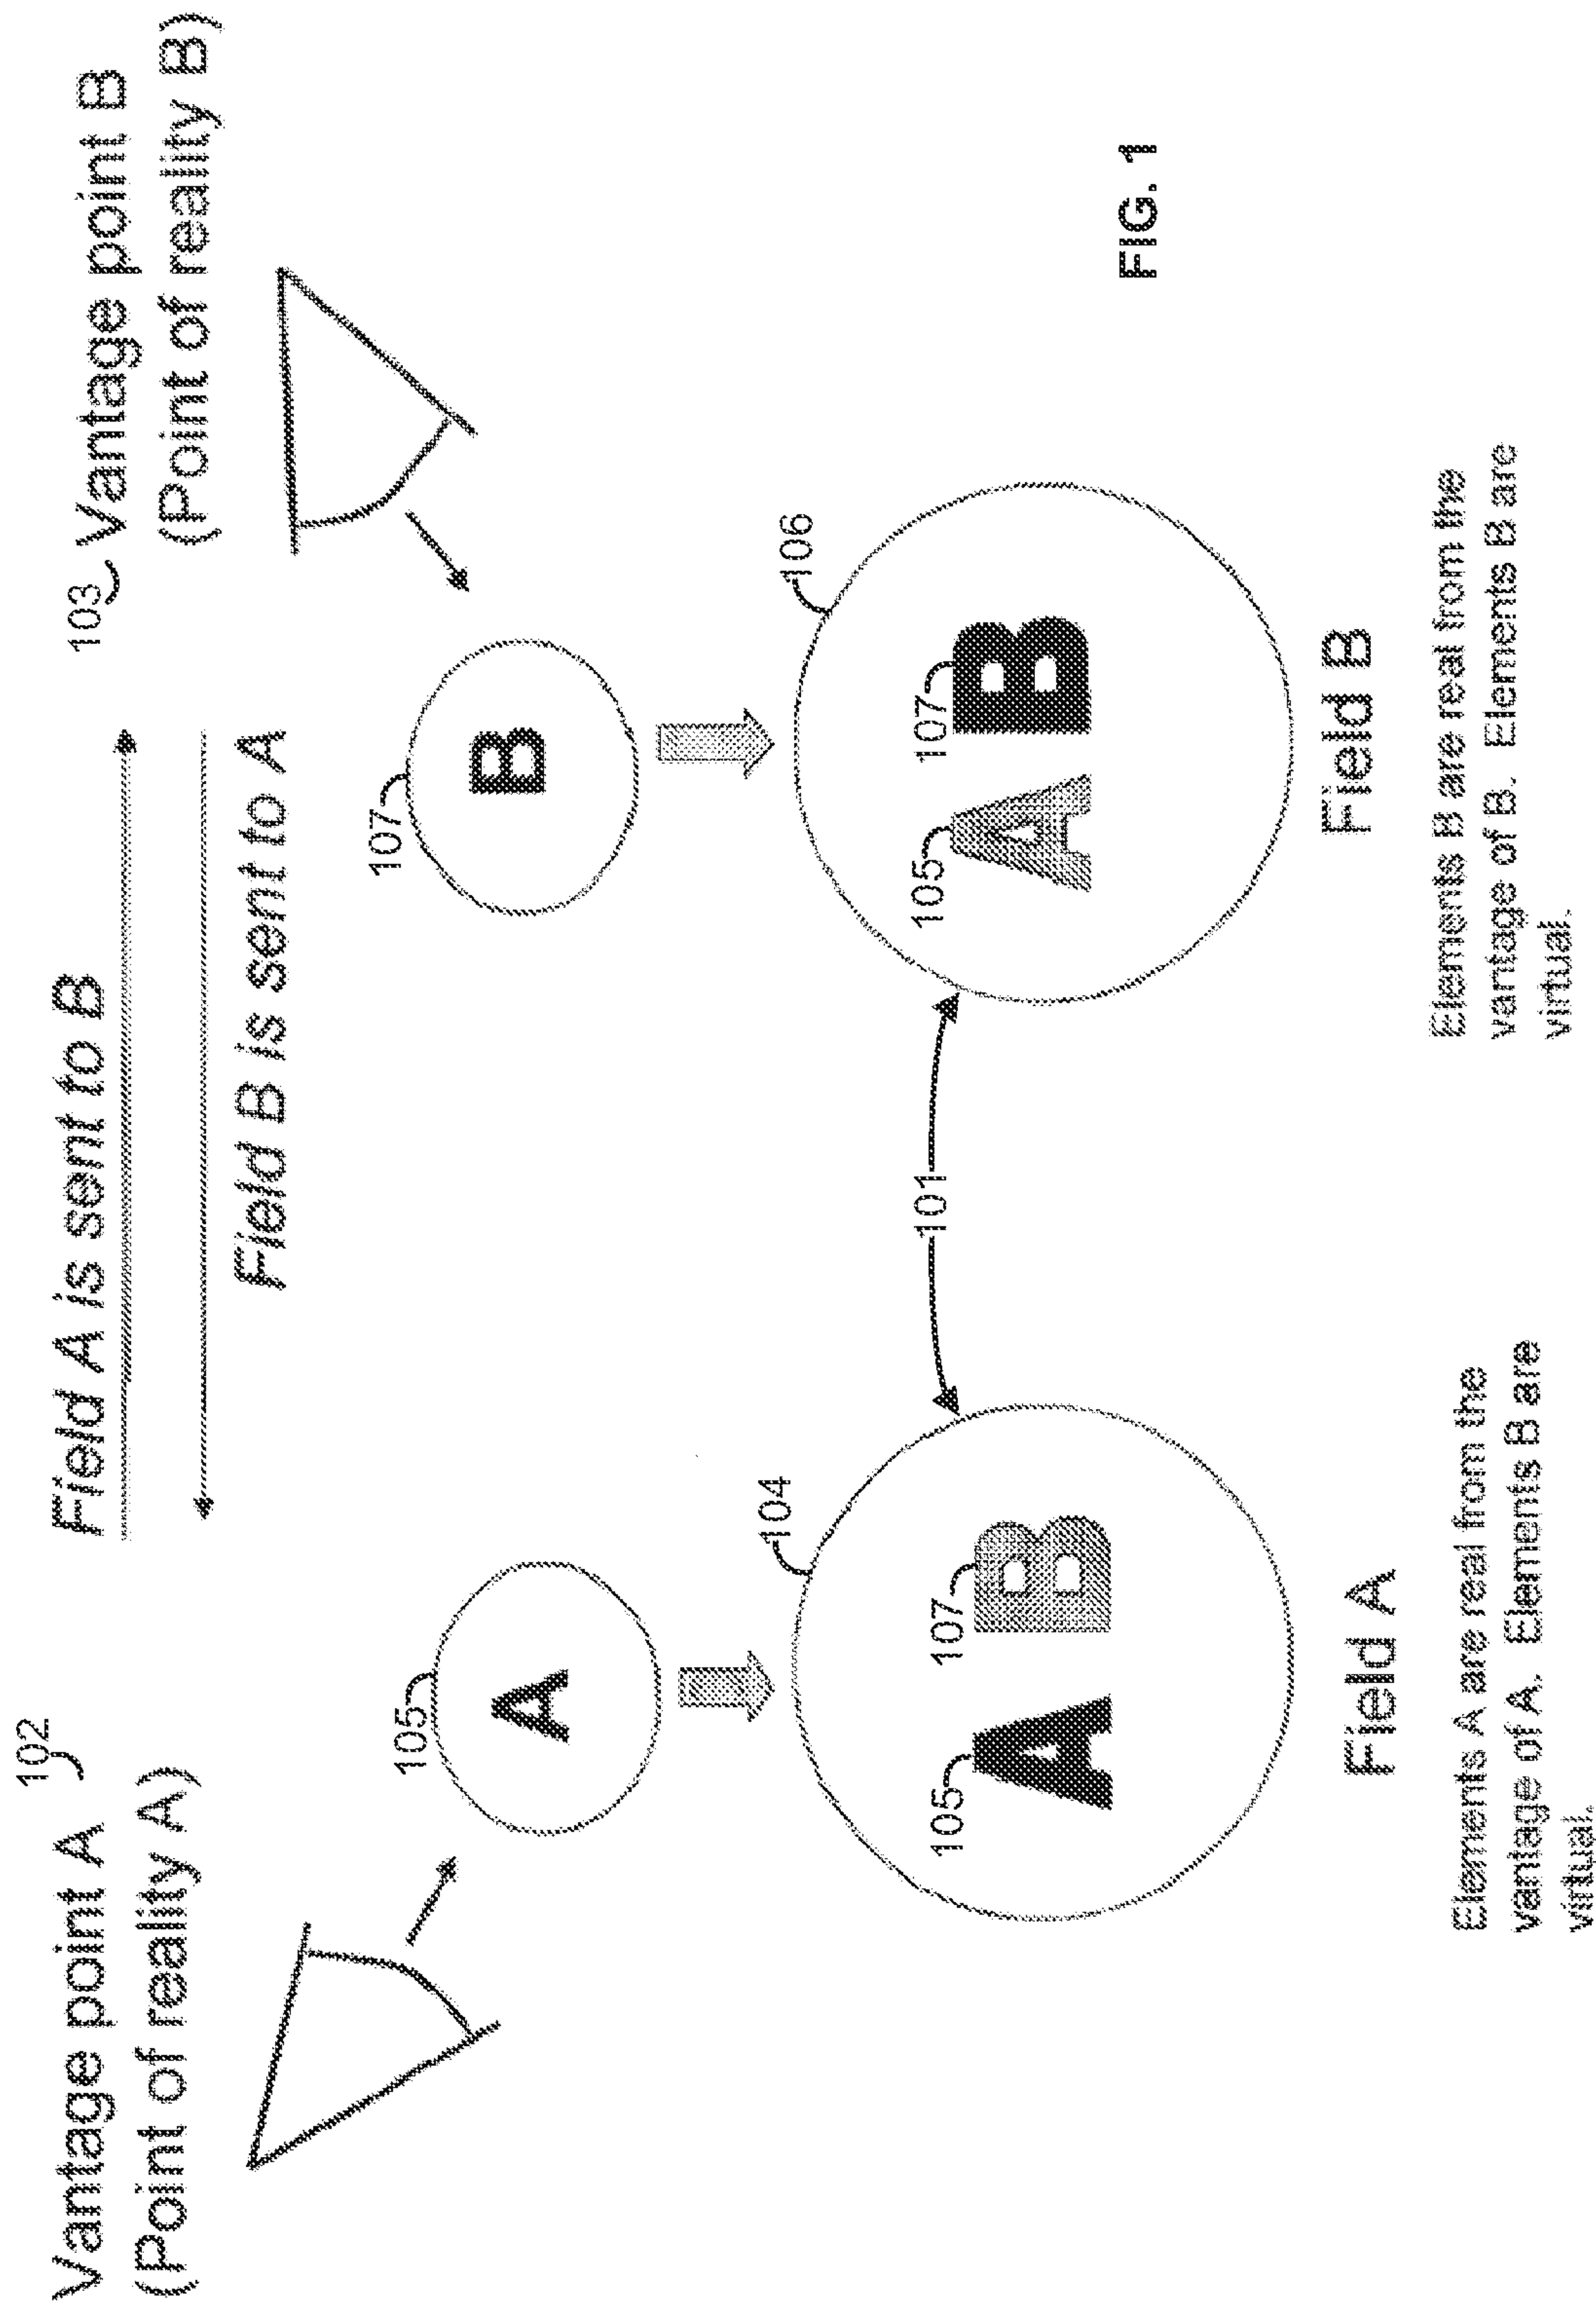 Vantage point A
(Point of reality A)
102
Field A is sent to B
Field B is sent to A
103
Vantage point B
(Point of reality B)
105
A
107
B
104
105
A
107
B
101
106
105
A
107
B
Field A
Field B
Elements A are real from the
vantage of A. Elements B are
virtual.
Elements B are real from the
vantage of B. Elements B are
virtual.
FIG. 1